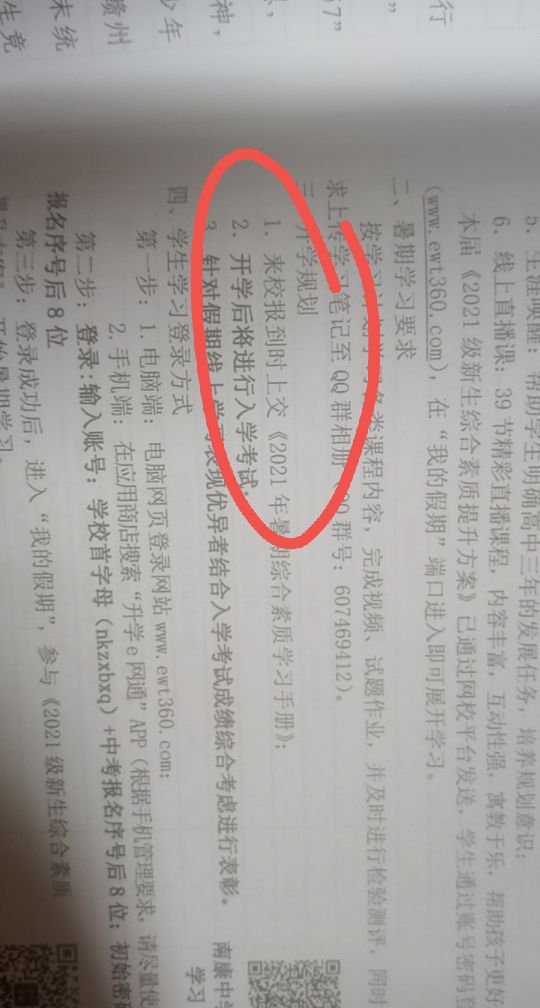 行
”
神，
少年
赣州
未统
生竞
5. 生涯唤醒：帮助学生明确高中三年的发展任务，培养规划意识；
6. 线上直播课：39 节精彩直播课程，内容丰富，互动性强，寓教于乐，帮助孩子更好
本届《2021 级新生综合素质提升方案》已通过网校平台发送，学生通过账号密码
(www.ewt360.com)，在“我的假期”端口进入即可展开学习。
二、暑期学习要求
按学习计划学习各类课程内容，完成视频、试题作业，并及时进行检验测评，同时
求上传学习笔记至 QQ 群相册（QQ 群号：607469412）。
三、开学规划
1. 来校报到时上交《2021 年暑期综合素质学习手册》；
2. 开学后将进行入学考试；
3. 针对假期线上学习表现优异者结合入学考试成绩综合考虑进行表彰。
四、学生学习登录方式
第一步：1. 电脑端：电脑网页登录网站 www.ewt360.com；
2. 手机端：在应用商店搜索“升学 e 网通”APP（根据手机管理要求，请尽量使
第二步：登录：输入账号：学校首字母（nkzxbxq）+中考报名序号后 8 位；初始密
报名序号后 8 位
第三步：登录成功后，进入“我的假期”，参与《2021 级新生综合素质
南康中学
学习